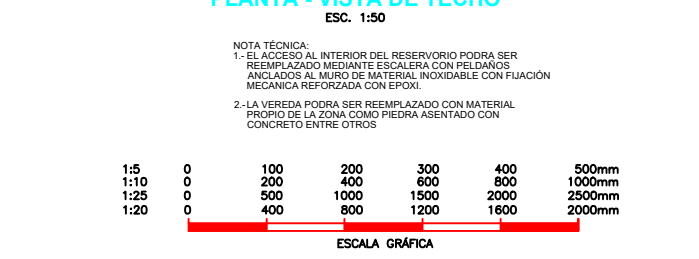 PLANTA - VISTA DE TECHO
ESC. 1:50
NOTA TÉCNICA:
1.- EL ACCESO AL INTERIOR DEL RESERVORIO PODRA SER
REEMPLAZADO MEDIANTE ESCALERA CON PELDAÑOS
ANCLADOS AL MURO DE MATERIAL INOXIDABLE CON FIJACIÓN
MECANICA REFORZADA CON EPOXI.
2.- LA VEREDA PODRA SER REEMPLAZADO CON MATERIAL
PROPIO DE LA ZONA COMO PIEDRA ASENTADO CON
CONCRETO ENTRE OTROS
1:5 0 100 200 300 400 500mm
1:10 0 200 400 600 800 1000mm
1:25 0 500 1000 1500 2000 2500mm
1:20 0 400 800 1200 1600 2000mm
ESCALA GRÁFICA